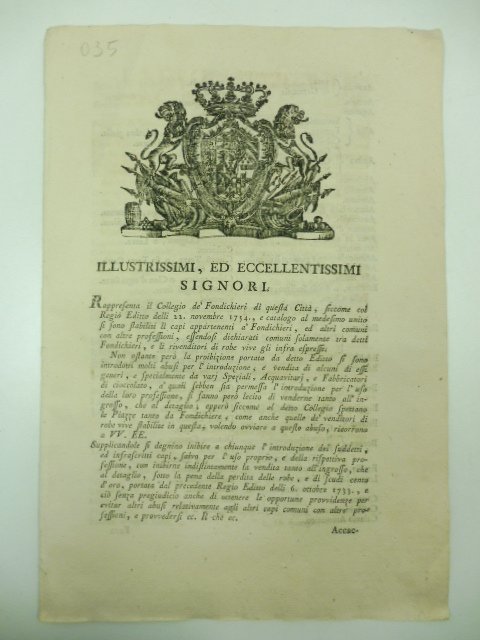 035
ILLUSTRISSIMI, ED ECCELLENTISSIMI
SIGNORI.
Rappresenta il Collegio de' Fondichieri di questa Città, siccome col
Regio Editto delli 22. novembre 1734., e catalogo al medesimo unito
si sono stabiliti li capi appartenenti a' Fondichieri, ed altri comuni
con altre professioni, essendosi dichiarati comuni solamente tra detti
Fondichieri, e li rivenditori di robe vive gli infra espressi.
Non ostante però la proibizione portata da detto Editto si sono
introdotti molti abusi per l'introduzione, e vendita di alcuni di essi
generi, e specialmente da varj Speziali, Acquavitarj, e Fabbricatori
di cioccolato, a' quali sebben sia permessa l'introduzione per l'uso
della loro professione, si fanno però lecito di venderne tanto all' in-
grosso, che al detaglio, epperò siccome al detto Collegio spettano
le Piazze tanto da Fondichiere, come anche quelle de' venditori di
robe vive stabilite in questa, volendo ovviare a questo abuso, ricorrono
a VV. EE.
Supplicandole si degnino inibire a chiunque l'introduzione dei suddetti,
ed infrascritti capi, salvo per l'uso proprio, e della rispettiva pro-
fessione, con inibirne indistintamente la vendita tanto all'ingrosso, che
al detaglio, sotto la pena della perdita delle robe, e di scudi cento
d'oro, portata dal precedente Regio Editto delli 6. ottobre 1733., e
ciò senza pregiudicio anche di ottenere le opportune provvidenze per
evitar altri abusi relativamente agli altri capi comuni con altre pro-
fessioni, e provvedersi ec. Il chè ec.
Accac-